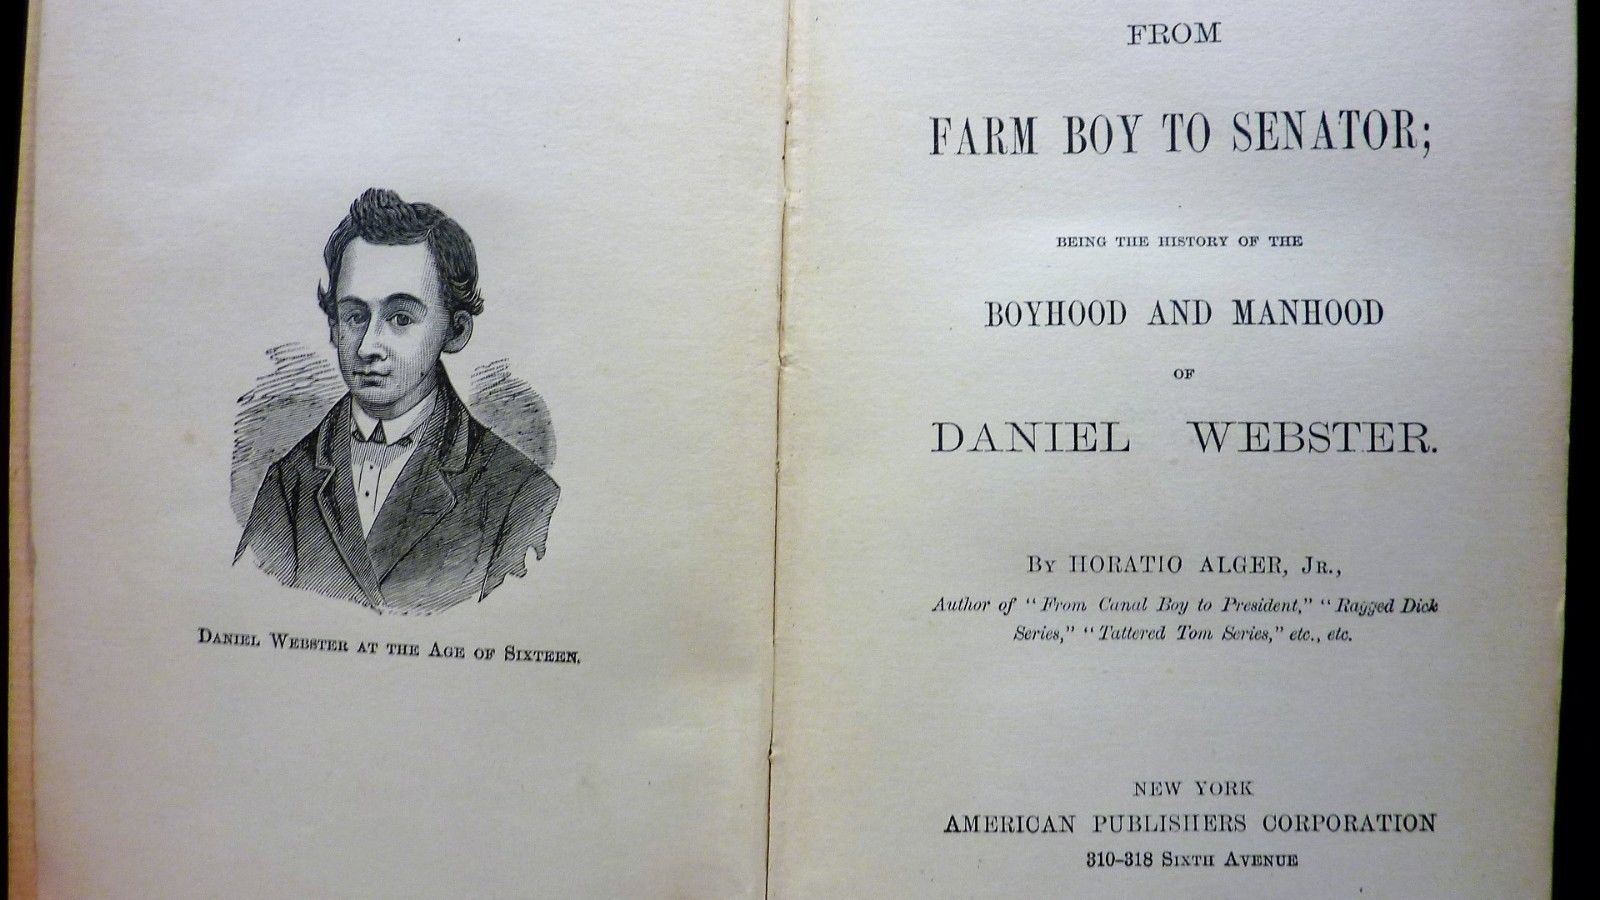 DANIEL WEBSTER AT THE AGE OF SIXTEEN.
FROM
FARM BOY TO SENATOR;
BEING THE HISTORY OF THE
BOYHOOD AND MANHOOD
OF
DANIEL WEBSTER.
BY HORATIO ALGER, JR.,
Author of "From Canal Boy to President," "Ragged Dick
Series," "Tattered Tom Series," etc., etc.
NEW YORK
AMERICAN PUBLISHERS CORPORATION
310-318 SIXTH AVENUE